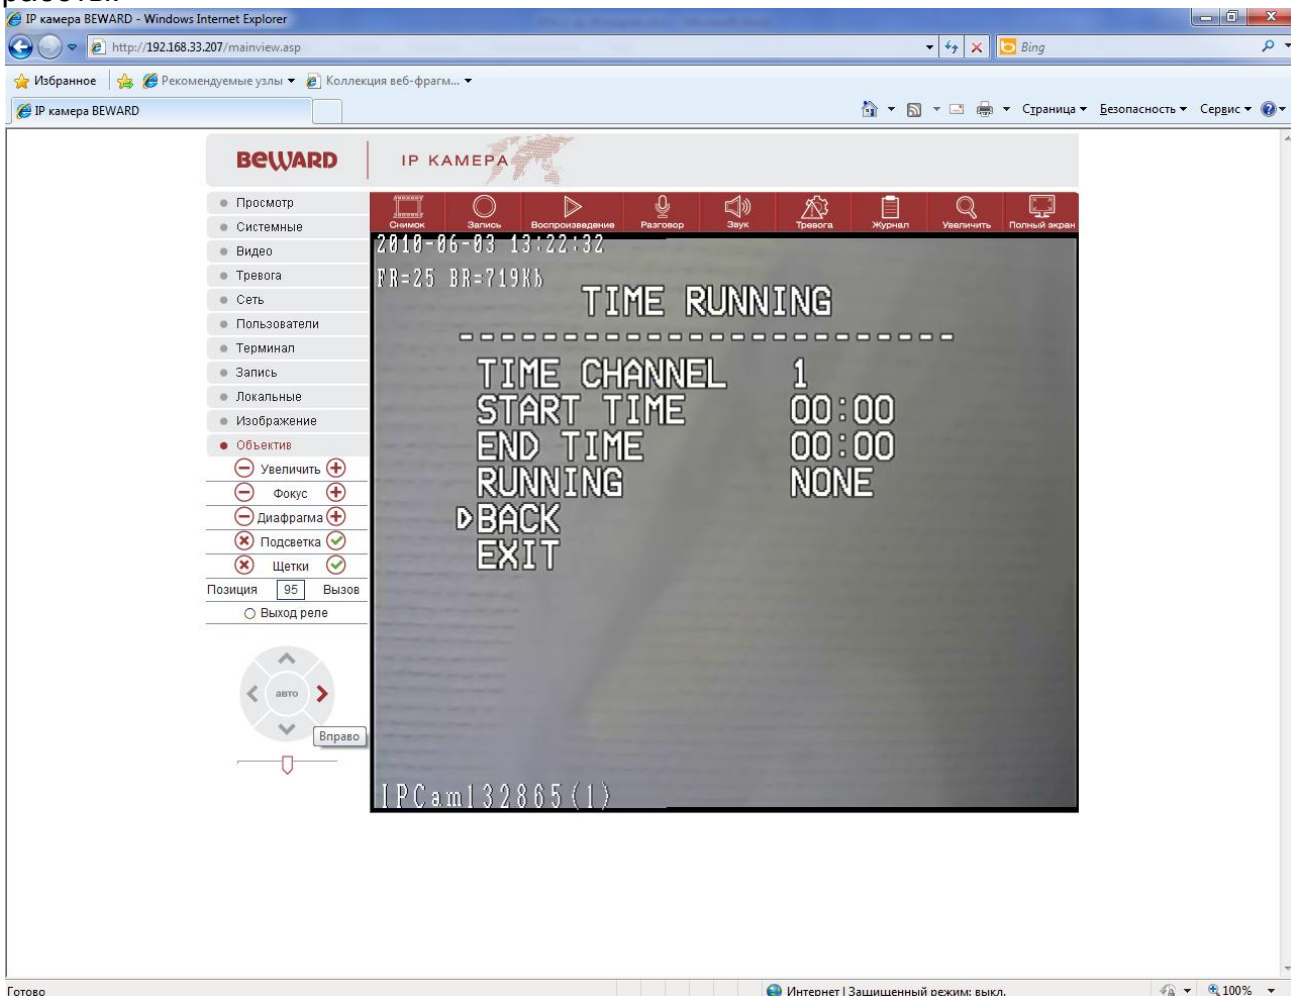 работы.
IP камера BEWARD - Windows Internet Explorer
http://192.168.33.207/mainview.asp
Bing
Избранное
Рекомендуемые узлы
Коллекция веб-фрагм...
IP камера BEWARD
Страница
Безопасность
Сервис
BEWARD IP КАМЕРА
Просмотр
Системные
Видео
Тревога
Сеть
Пользователи
Терминал
Запись
Локальные
Изображение
Объектив
Увеличить
Фокус
Диафрагма
Подсветка
Щетки
Позиция 95 Вызов
Выход реле
авто
Вправо
Снимок Запись Воспроизведение Разговор Звук Тревога Журнал Увеличить Полный экран
2010-06-03 13:22:32
FR=25 BR=719Kb
TIME RUNNING
--------------------------
TIME CHANNEL 1
START TIME 00:00
END TIME 00:00
RUNNING NONE
BACK
EXIT
IPCam132865(1)
Готово
Интернет | Защищенный режим: выкл.
100%